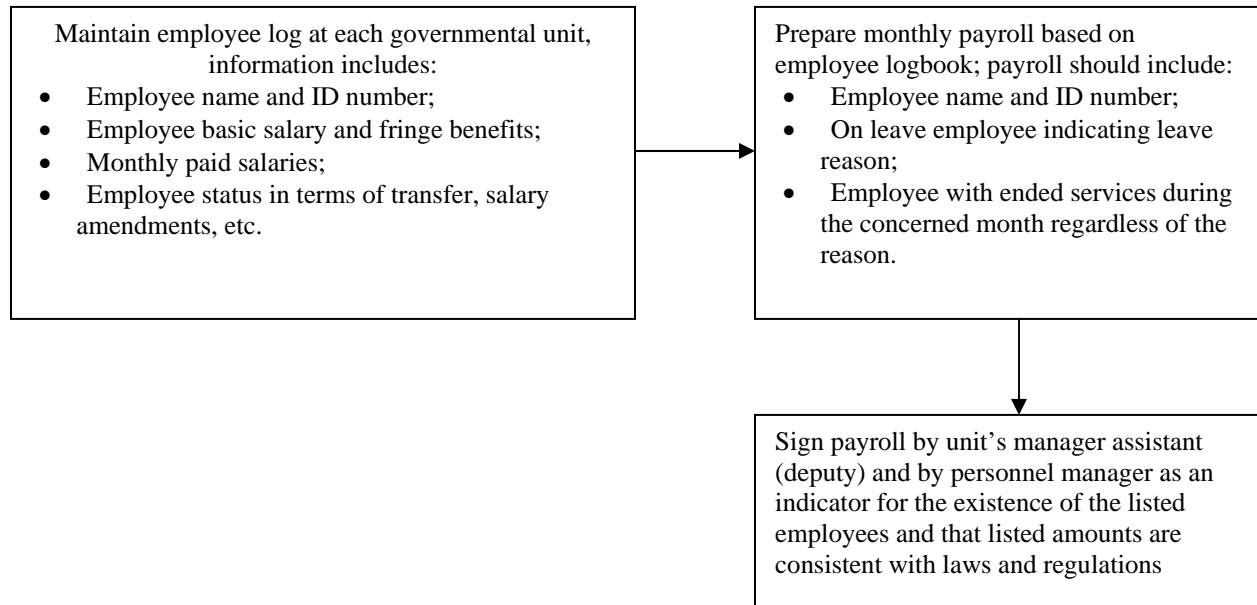 Maintain employee log at each governmental unit,
information includes:
• Employee name and ID number;
• Employee basic salary and fringe benefits;
• Monthly paid salaries;
• Employee status in terms of transfer, salary
amendments, etc.
Prepare monthly payroll based on
employee logbook; payroll should include:
• Employee name and ID number;
• On leave employee indicating leave
reason;
• Employee with ended services during
the concerned month regardless of the
reason.
Sign payroll by unit’s manager assistant
(deputy) and by personnel manager as an
indicator for the existence of the listed
employees and that listed amounts are
consistent with laws and regulations